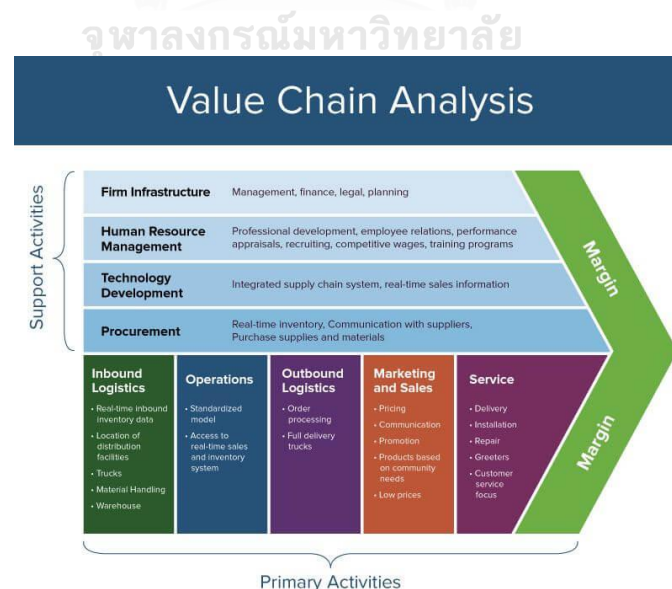 จุฬาลงกรณ์มหาวิทยาลัย
Value Chain Analysis
Support Activities
Firm Infrastructure
Management, finance, legal, planning
Human Resource
Management
Professional development, employee relations, performance
appraisals, recruiting, competitive wages, training programs
Technology
Development
Integrated supply chain system, real-time sales information
Procurement
Real-time inventory, Communication with suppliers,
Purchase supplies and materials
Inbound
Logistics
• Real-time inbound
inventory data
• Location of
distribution
facilities
• Trucks
• Material Handling
• Warehouse
Operations
• Standardized
model
• Access to
real-time sales
and inventory
system
Outbound
Logistics
• Order
processing
• Full delivery
trucks
Marketing
and Sales
• Pricing
• Communication
• Promotion
• Products based
on community
needs
• Low prices
Service
• Delivery
• Installation
• Repair
• Greeters
• Customer
service
focus
Margin
Margin
Primary Activities